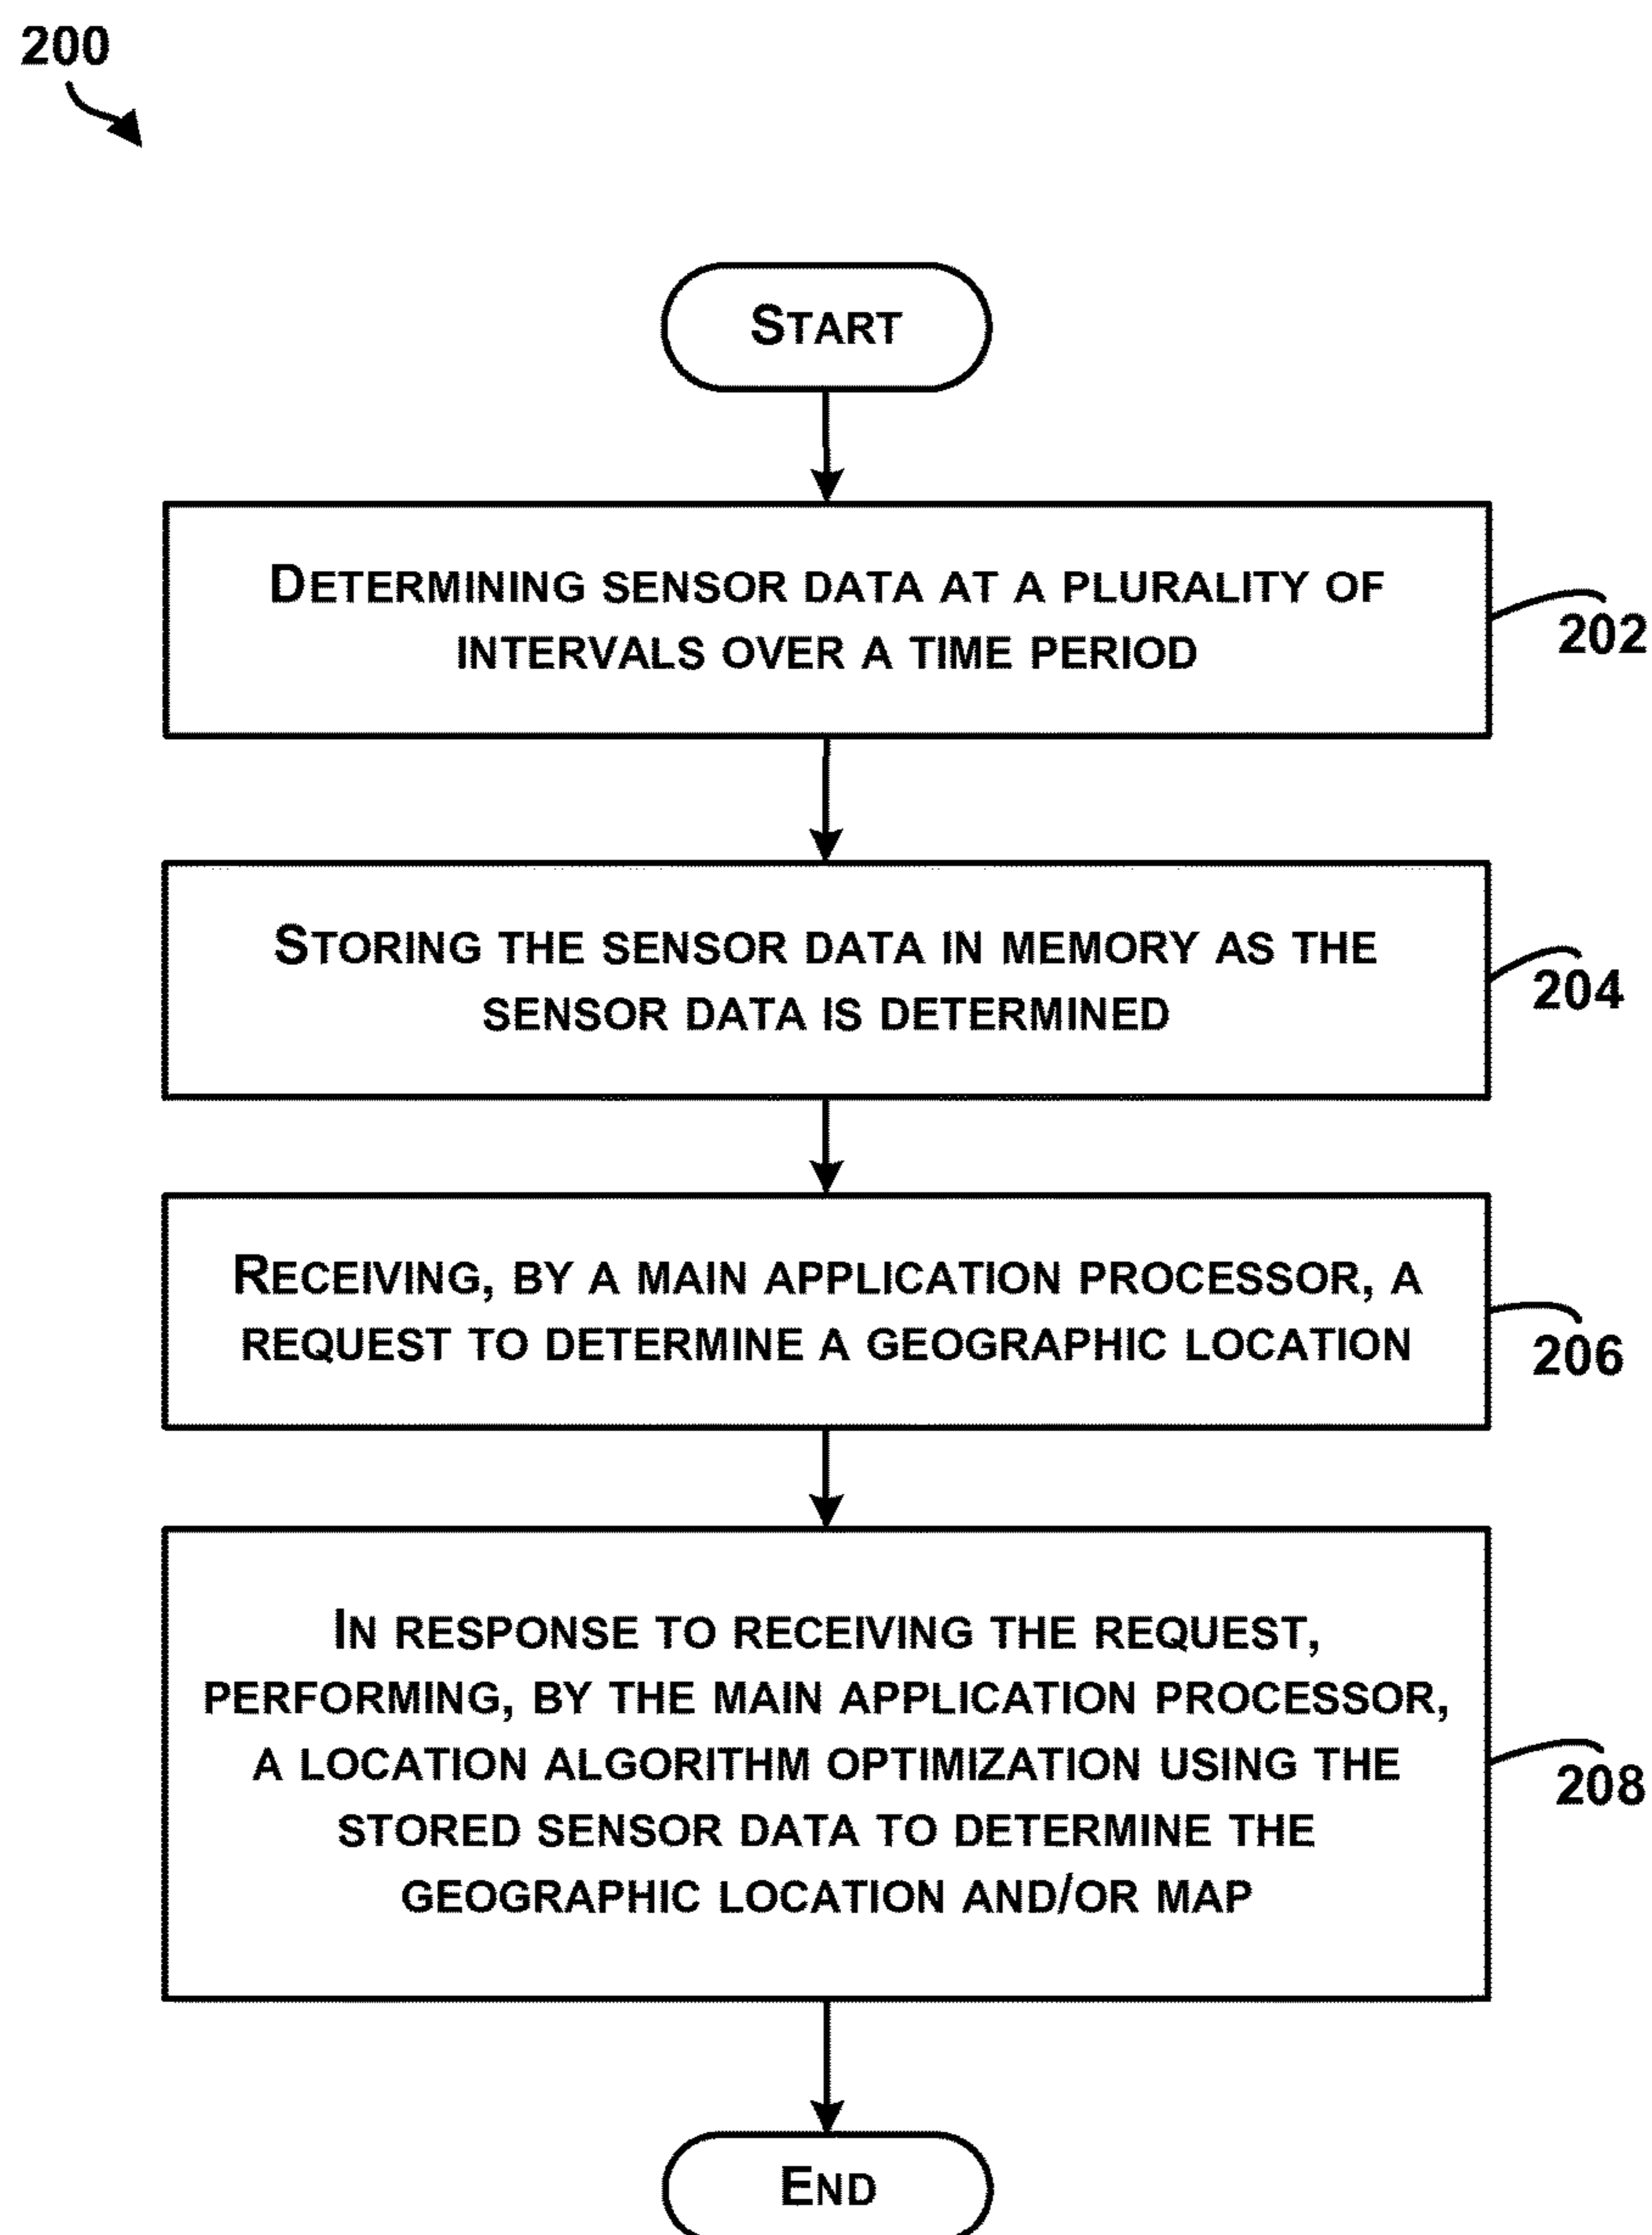 200
START
DETERMINING SENSOR DATA AT A PLURALITY OF
INTERVALS OVER A TIME PERIOD
202
STORING THE SENSOR DATA IN MEMORY AS THE
SENSOR DATA IS DETERMINED
204
RECEIVING, BY A MAIN APPLICATION PROCESSOR, A
REQUEST TO DETERMINE A GEOGRAPHIC LOCATION
206
IN RESPONSE TO RECEIVING THE REQUEST,
PERFORMING, BY THE MAIN APPLICATION PROCESSOR,
A LOCATION ALGORITHM OPTIMIZATION USING THE
STORED SENSOR DATA TO DETERMINE THE
GEOGRAPHIC LOCATION AND/OR MAP
208
END